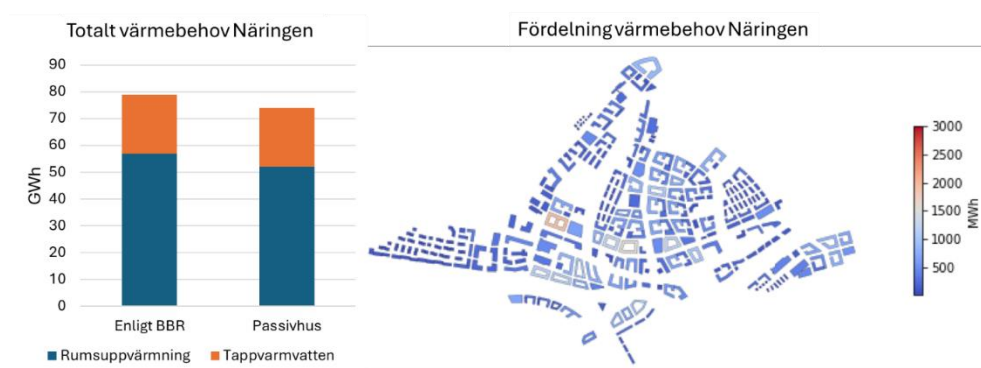 Totalt värmebehov Näringen
90
80
70
60
50
40
30
20
10
0
GWh
Enligt BBR Passivhus
Rumsuppvärmning Tappvarmvatten
Fördelning värmebehov Näringen
3000
2500
2000
1500
1000
500
MWh